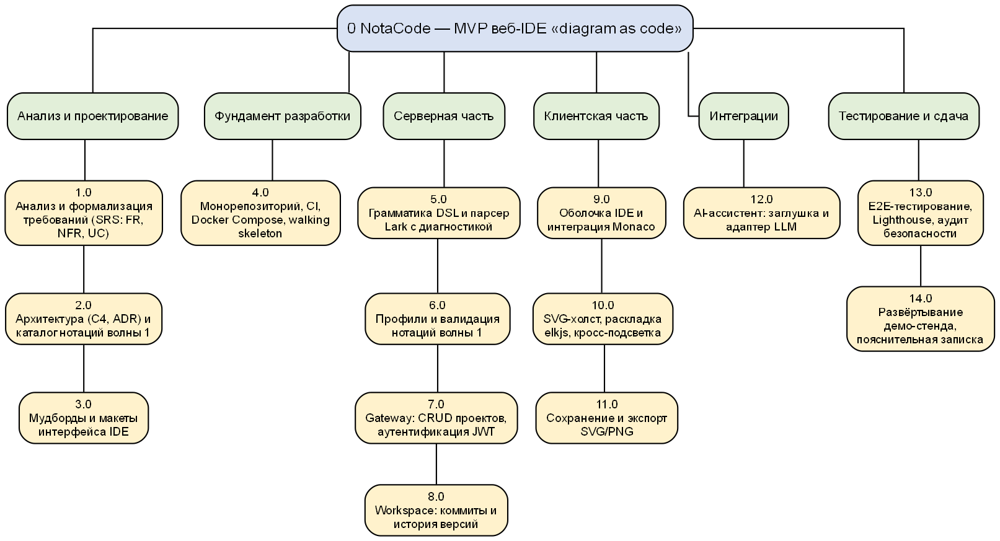 0 NotaCode — MVP веб-IDE «diagram as code»
Анализ и проектирование
Фундамент разработки
Серверная часть
Клиентская часть
Интеграции
Тестирование и сдача
1.0
Анализ и формализация
требований (SRS: FR,
NFR, UC)
2.0
Архитектура (C4, ADR) и
каталог нотаций волны 1
3.0
Мудборды и макеты
интерфейса IDE
4.0
Монорепозиторий, CI,
Docker Compose, walking
skeleton
5.0
Грамматика DSL и парсер
Lark с диагностикой
6.0
Профили и валидация
нотаций волны 1
7.0
Gateway: CRUD проектов,
аутентификация JWT
8.0
Workspace: коммиты и
история версий
9.0
Оболочка IDE и
интеграция Monaco
10.0
SVG-холст, раскладка
elkjs, кросс-подсветка
11.0
Сохранение и экспорт
SVG/PNG
12.0
AI-ассистент: заглушка и
адаптер LLM
13.0
E2E-тестирование,
Lighthouse, аудит
безопасности
14.0
Развёртывание
демо-стенда,
пояснительная записка